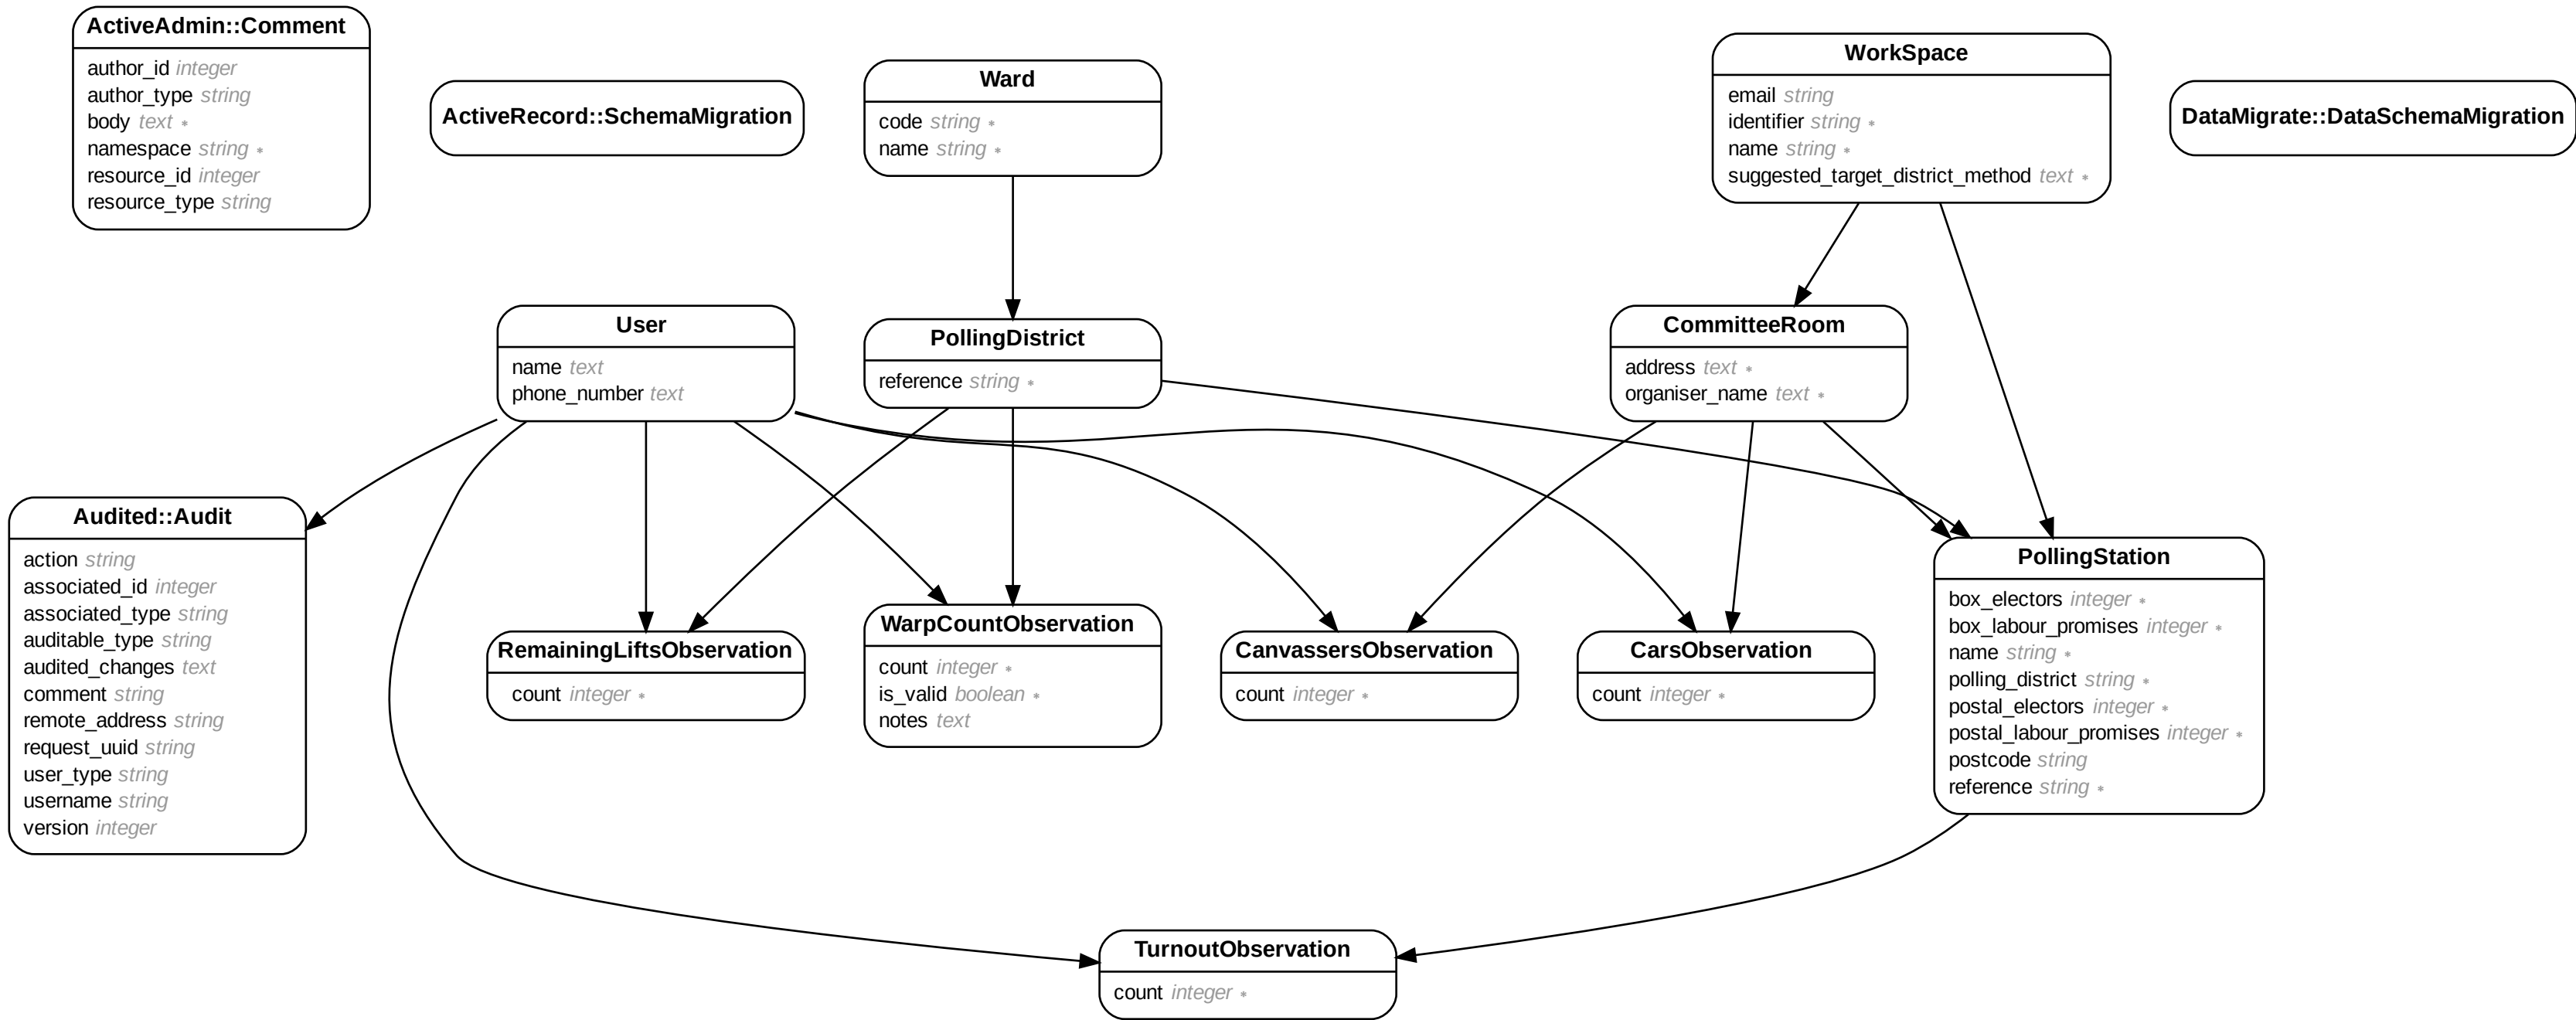 ActiveAdmin::Comment
author_id integer
author_type string
body text *
namespace string *
resource_id integer
resource_type string
ActiveRecord::SchemaMigration
Ward
code string *
name string *
WorkSpace
email string
identifier string *
name string *
suggested_target_district_method text *
DataMigrate::DataSchemaMigration
User
name text
phone_number text
PollingDistrict
reference string *
CommitteeRoom
address text *
organiser_name text *
Audited::Audit
action string
associated_id integer
associated_type string
auditable_type string
audited_changes text
comment string
remote_address string
request_uuid string
user_type string
username string
version integer
RemainingLiftsObservation
count integer *
WarpCountObservation
count integer *
is_valid boolean *
notes text
CanvassersObservation
count integer *
CarsObservation
count integer *
PollingStation
box_electors integer *
box_labour_promises integer *
name string *
polling_district string *
postal_electors integer *
postal_labour_promises integer *
postcode string
reference string *
TurnoutObservation
count integer *